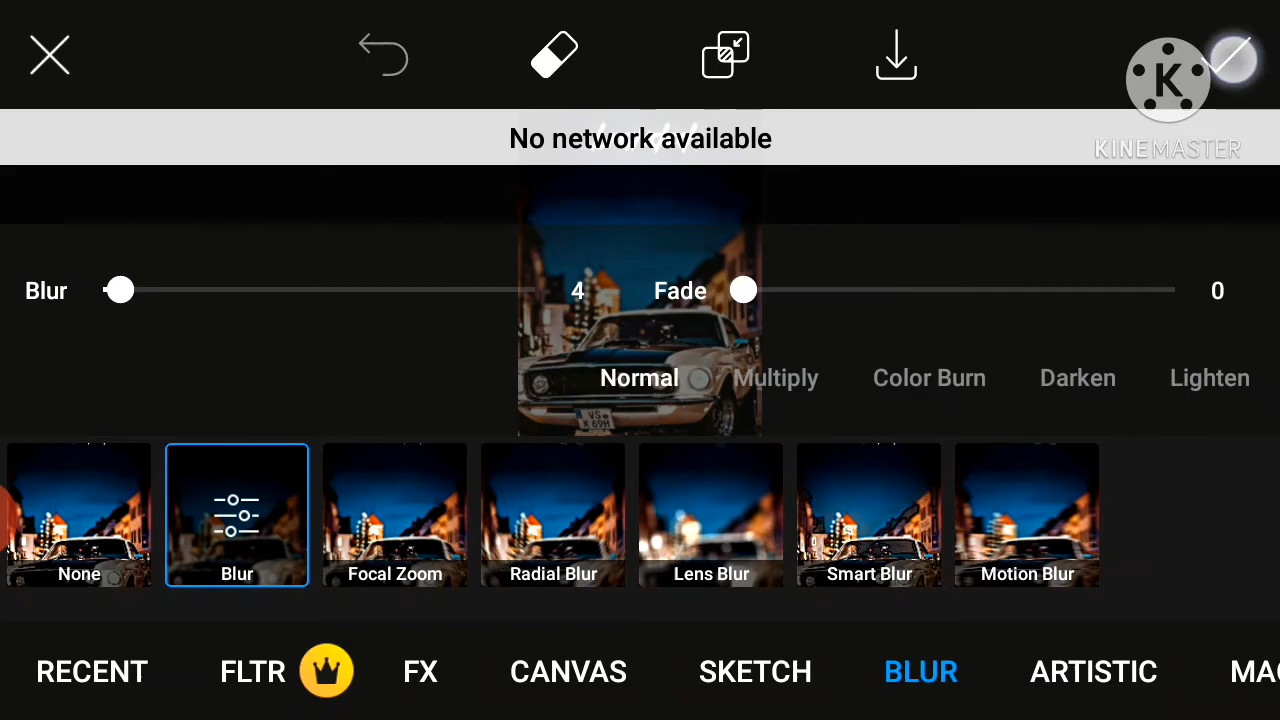 K
KINEMASTER
No network available
Blur 4 Fade 0
Normal Multiply Color Burn Darken Lighten
None Blur Focal Zoom Radial Blur Lens Blur Smart Blur Motion Blur
RECENT FLTR FX CANVAS SKETCH BLUR ARTISTIC